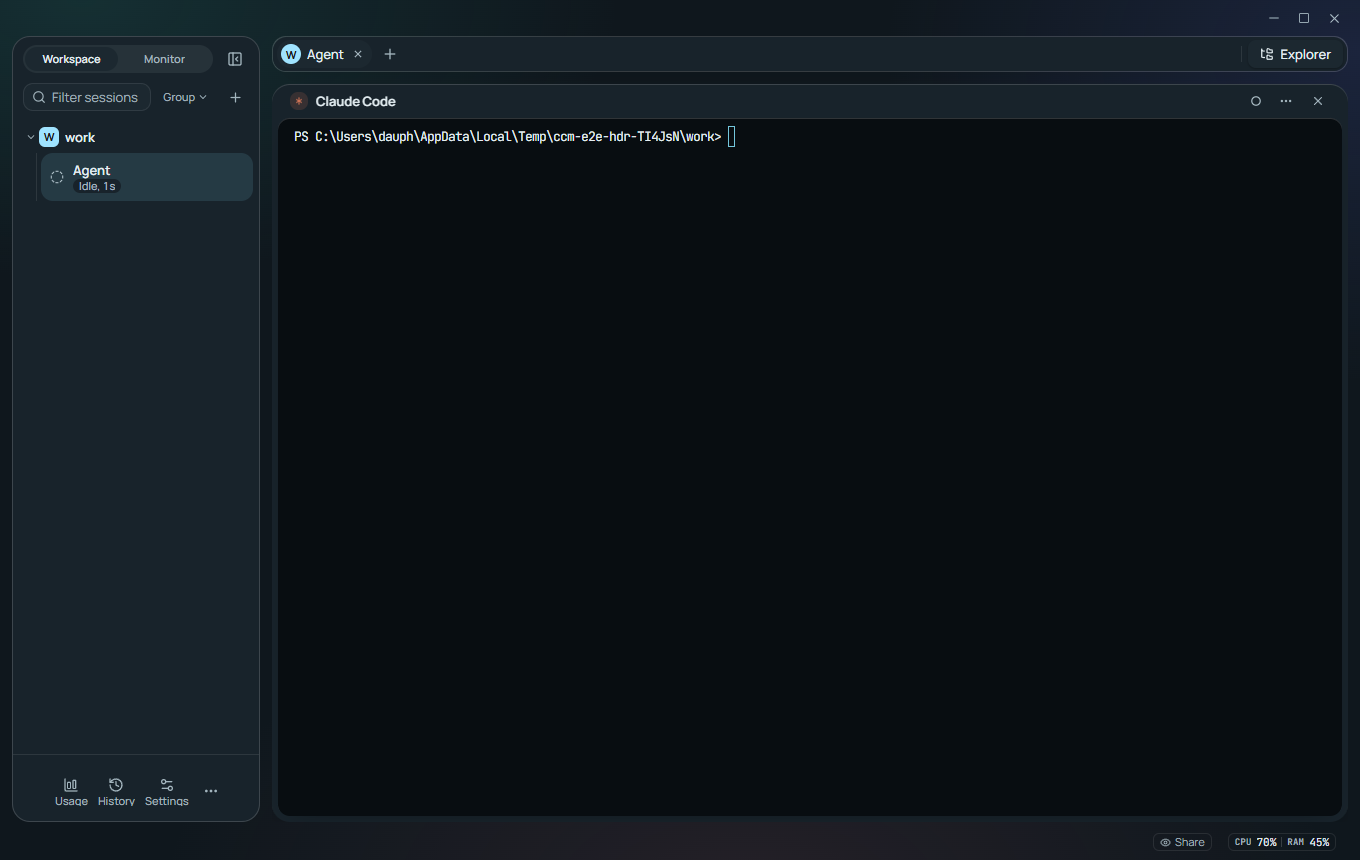 Workspace Monitor
Filter sessions Group
W work
Agent
Idle, 1s
Usage History Settings
W Agent
Explorer
Claude Code
PS C:\Users\dauph\AppData\Local\Temp\ccm-e2e-hdr-TI4JsN\work>
Share
CPU 70% RAM 45%